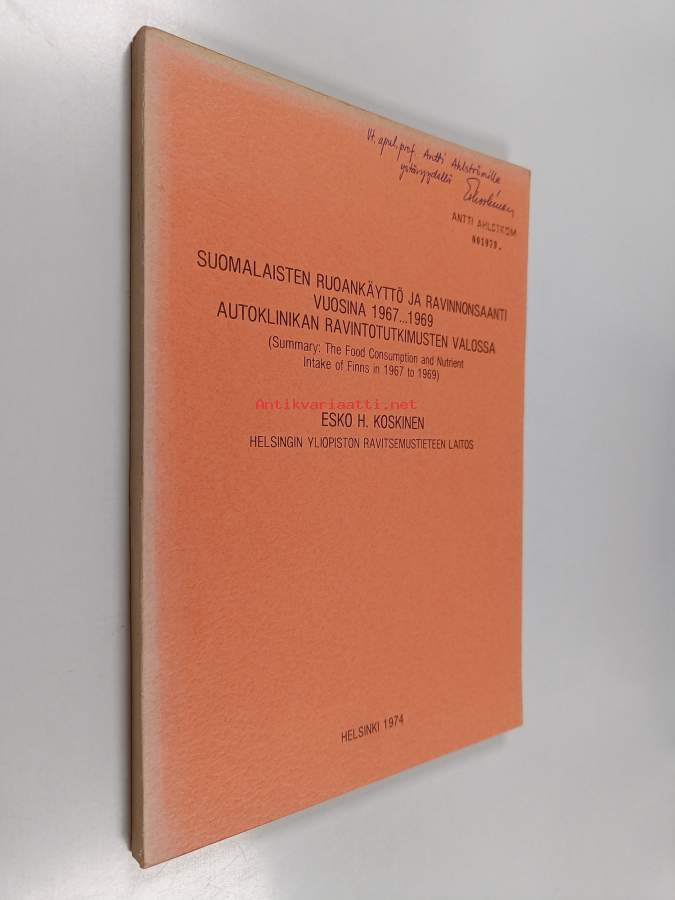 Vt. apul. prof. Antti Ahlströmille
ystävyydellä
EHKoskinen
ANTTI AHLSTRÖM
001979.
SUOMALAISTEN RUOANKÄYTTÖ JA RAVINNONSAANTI
VUOSINA 1967...1969
AUTOKLINIKAN RAVINTOTUTKIMUSTEN VALOSSA
(Summary: The Food Consumption and Nutrient
Intake of Finns in 1967 to 1969)
Antikvariaatti.net
ESKO H. KOSKINEN
HELSINGIN YLIOPISTON RAVITSEMUSTIETEEN LAITOS
HELSINKI 1974